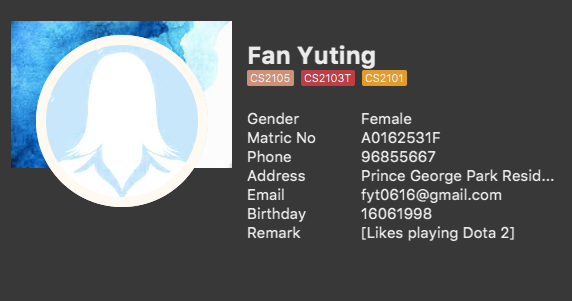 Fan Yuting
CS2105 CS2103T CS2101
Gender Female
Matric No A0162531F
Phone 96855667
Address Prince George Park Resid...
Email fyt0616@gmail.com
Birthday 16061998
Remark [Likes playing Dota 2]